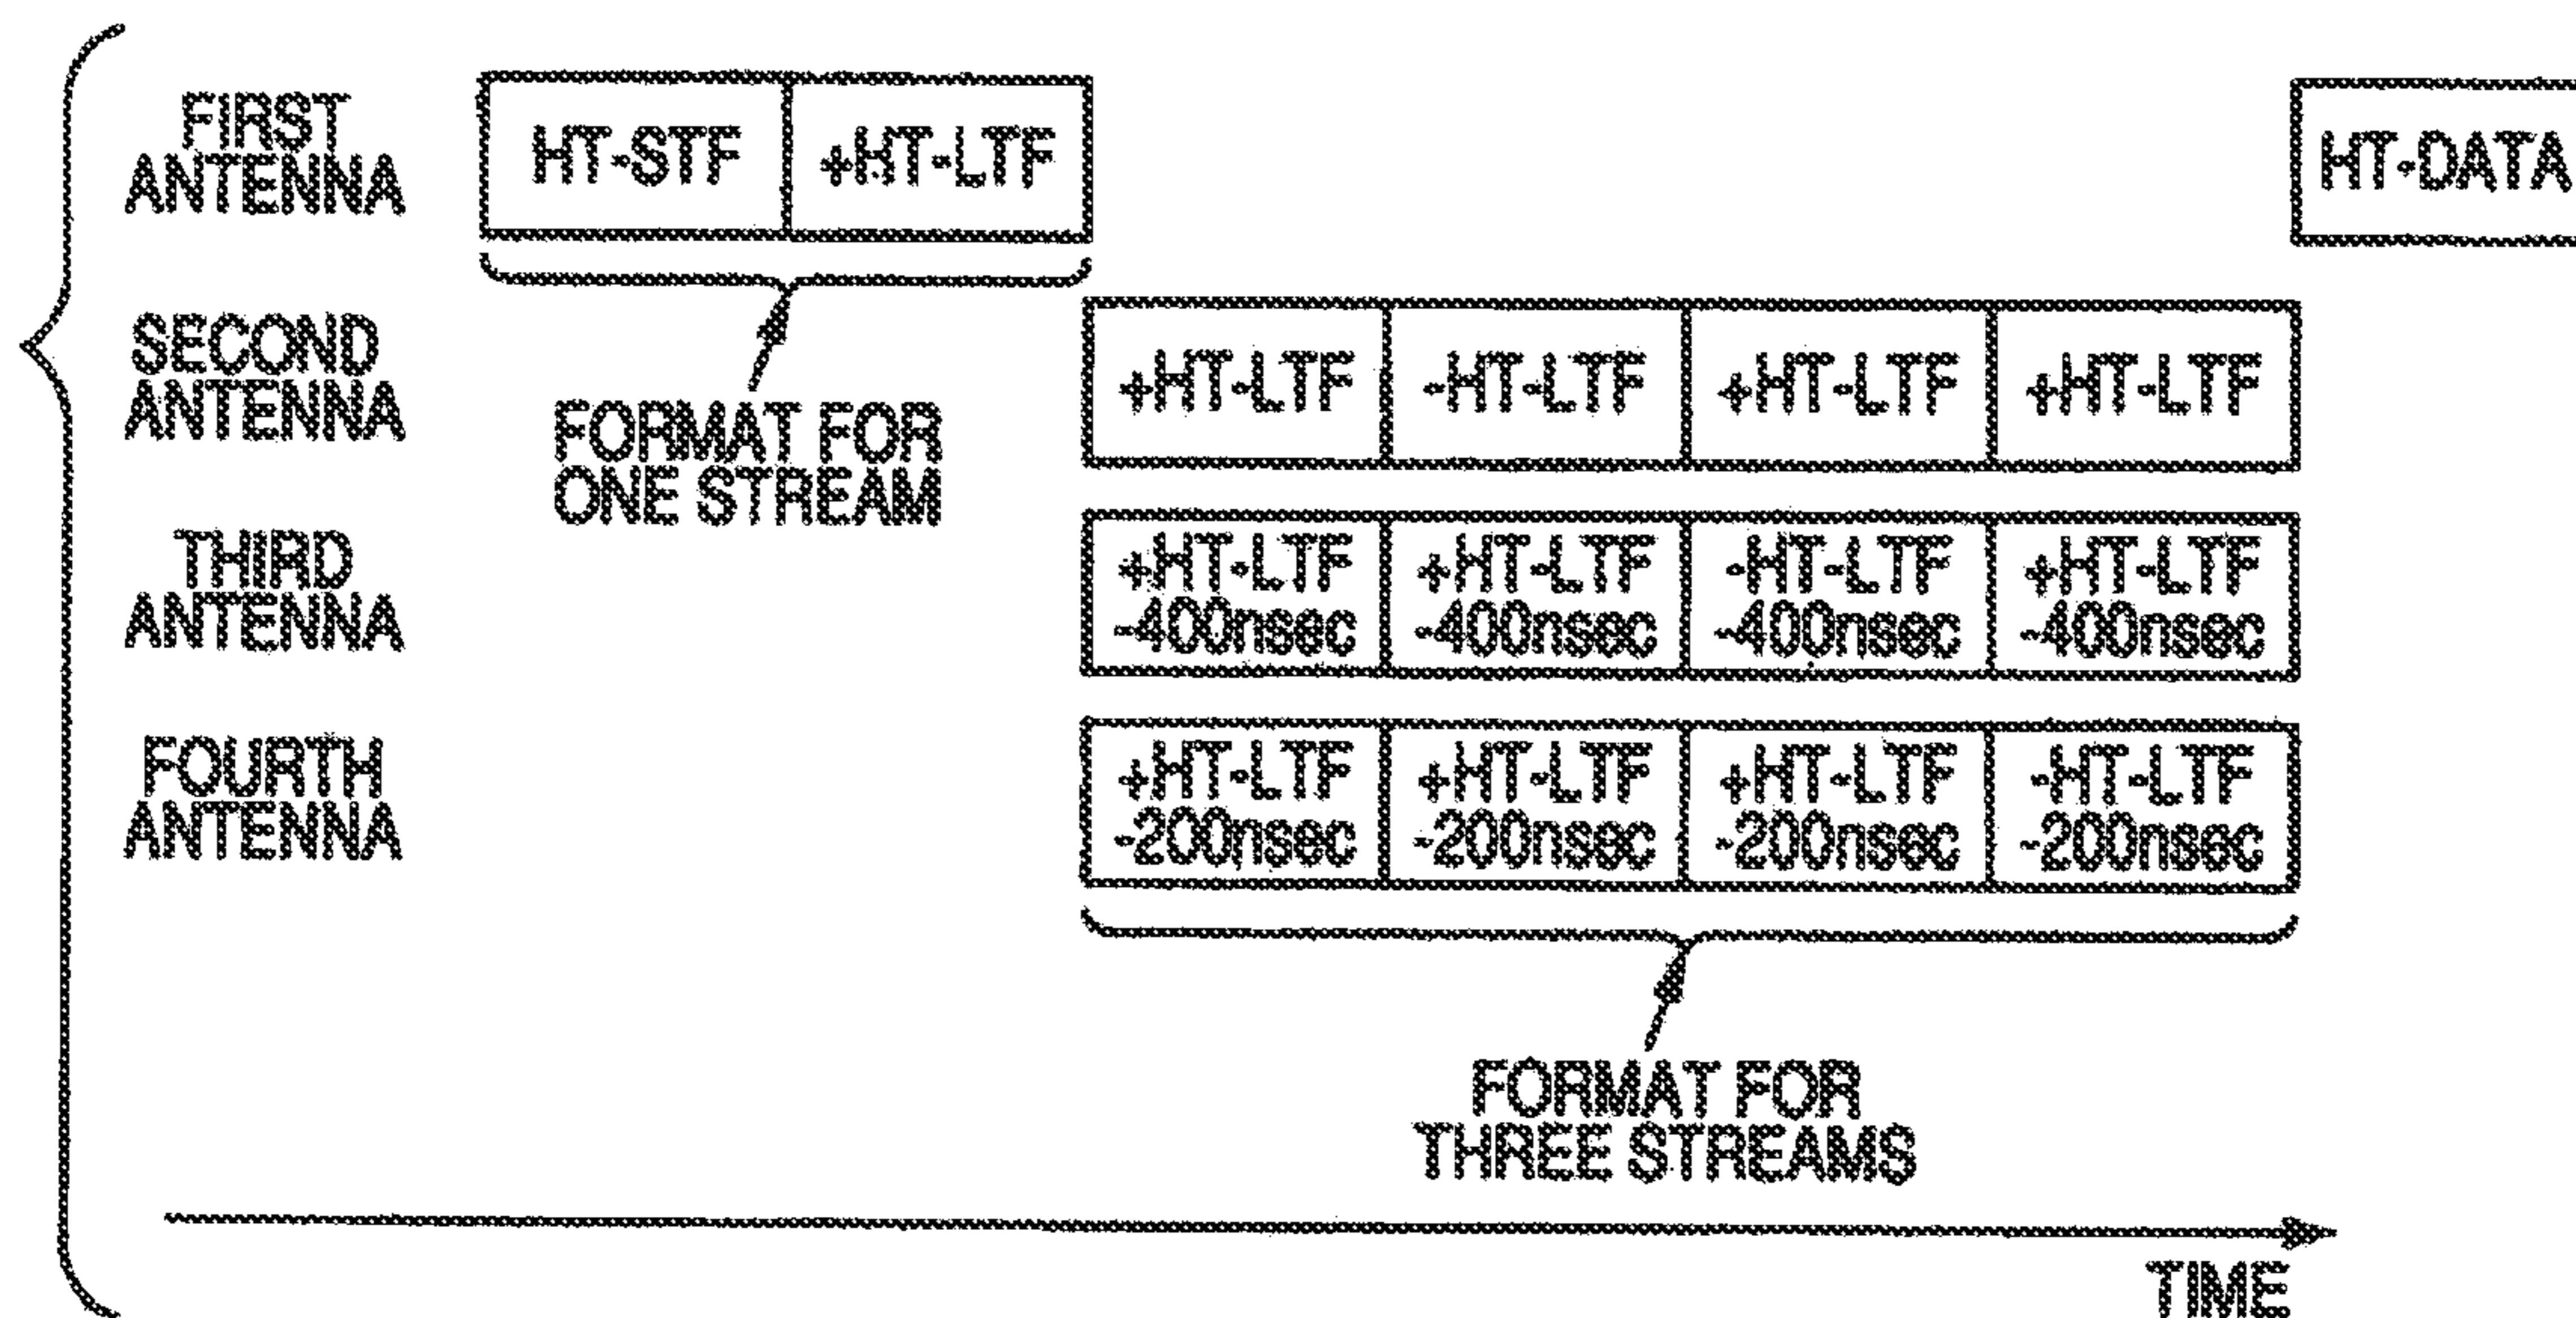 FIRST
ANTENNA
HT-STF +HT-LTF
HT-DATA
SECOND
ANTENNA
+HT-LTF -HT-LTF +HT-LTF +HT-LTF
FORMAT FOR
ONE STREAM
THIRD
ANTENNA
+HT-LTF +HT-LTF -HT-LTF +HT-LTF
-400nsec -400nsec -400nsec -400nsec
FOURTH
ANTENNA
+HT-LTF +HT-LTF +HT-LTF -HT-LTF
-200nsec -200nsec -200nsec -200nsec
FORMAT FOR
THREE STREAMS
TIME